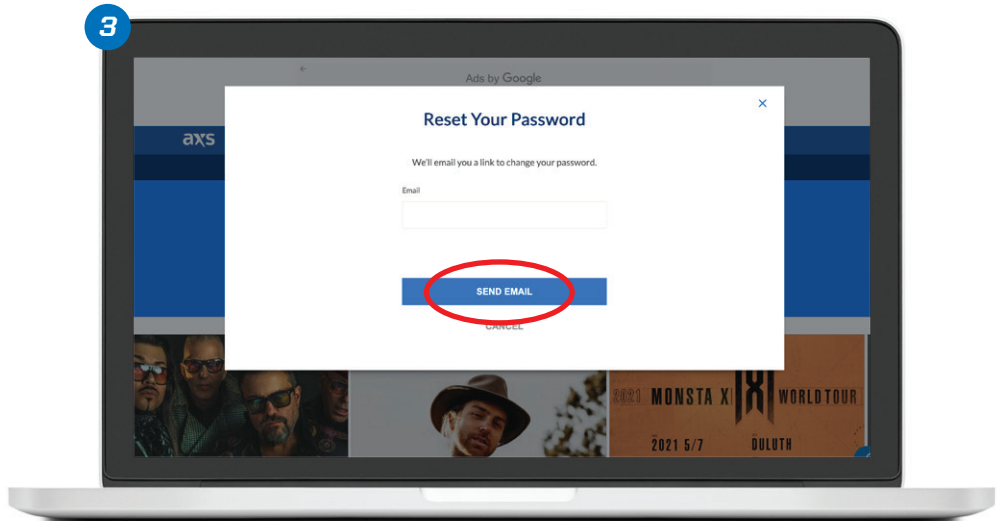 3
Ads by Google
Reset Your Password
axs
We'll email you a link to change your password.
Email
SEND EMAIL
CANCEL
2021 MONSTA X WORLD TOUR
2021 5/7 DULUTH